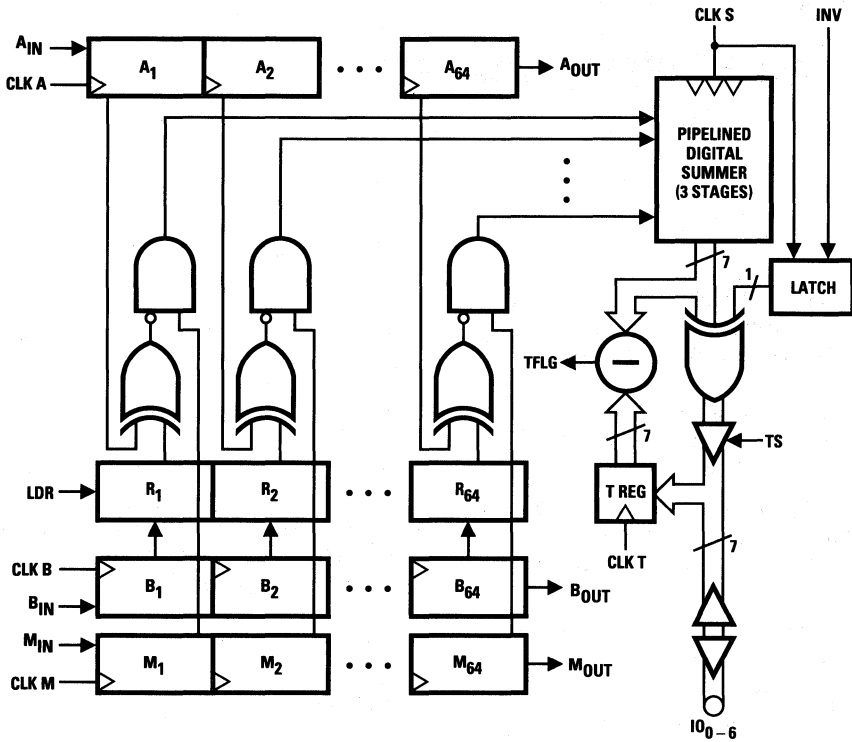 CLK S
INV
A_IN
CLK A
A_1
A_2
• • •
A_64
A_OUT
PIPELINED
DIGITAL
SUMMER
(3 STAGES)
7
1
LATCH
TFLG
TS
7
LDR
R_1
R_2
• • •
R_64
T REG
CLK T
7
CLK B
B_IN
B_1
B_2
• • •
B_64
B_OUT
M_IN
CLK M
M_1
M_2
• • •
M_64
M_OUT
IO_0–6